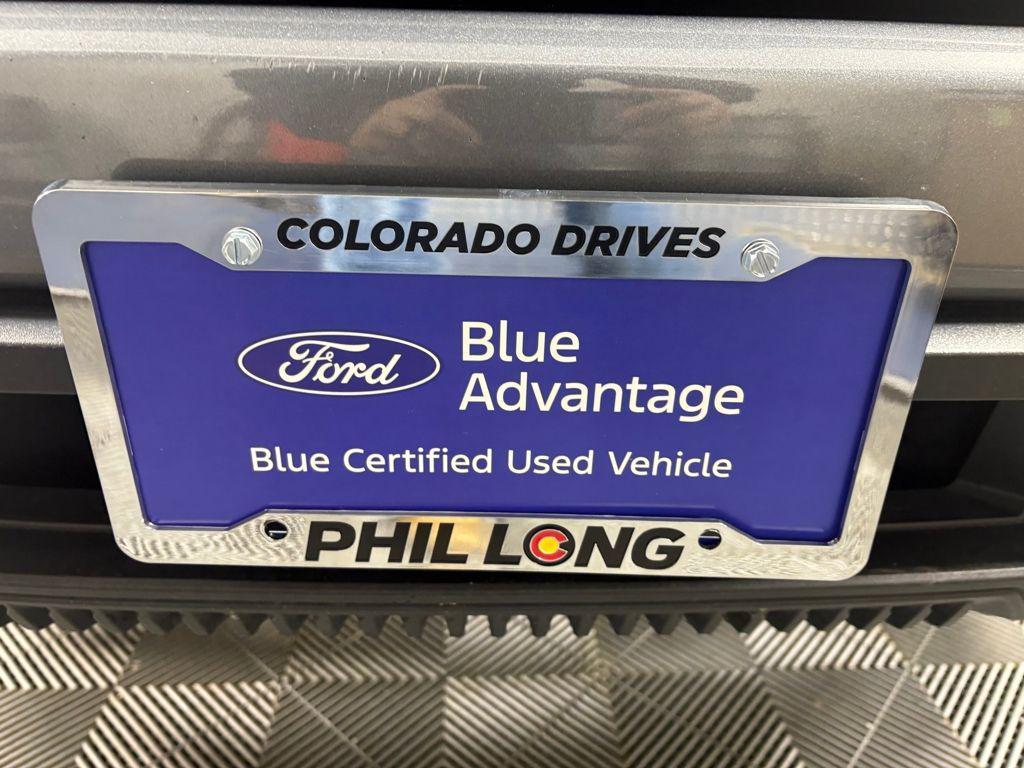 COLORADO DRIVES
Ford
Blue
Advantage
Blue Certified Used Vehicle
PHIL LONG